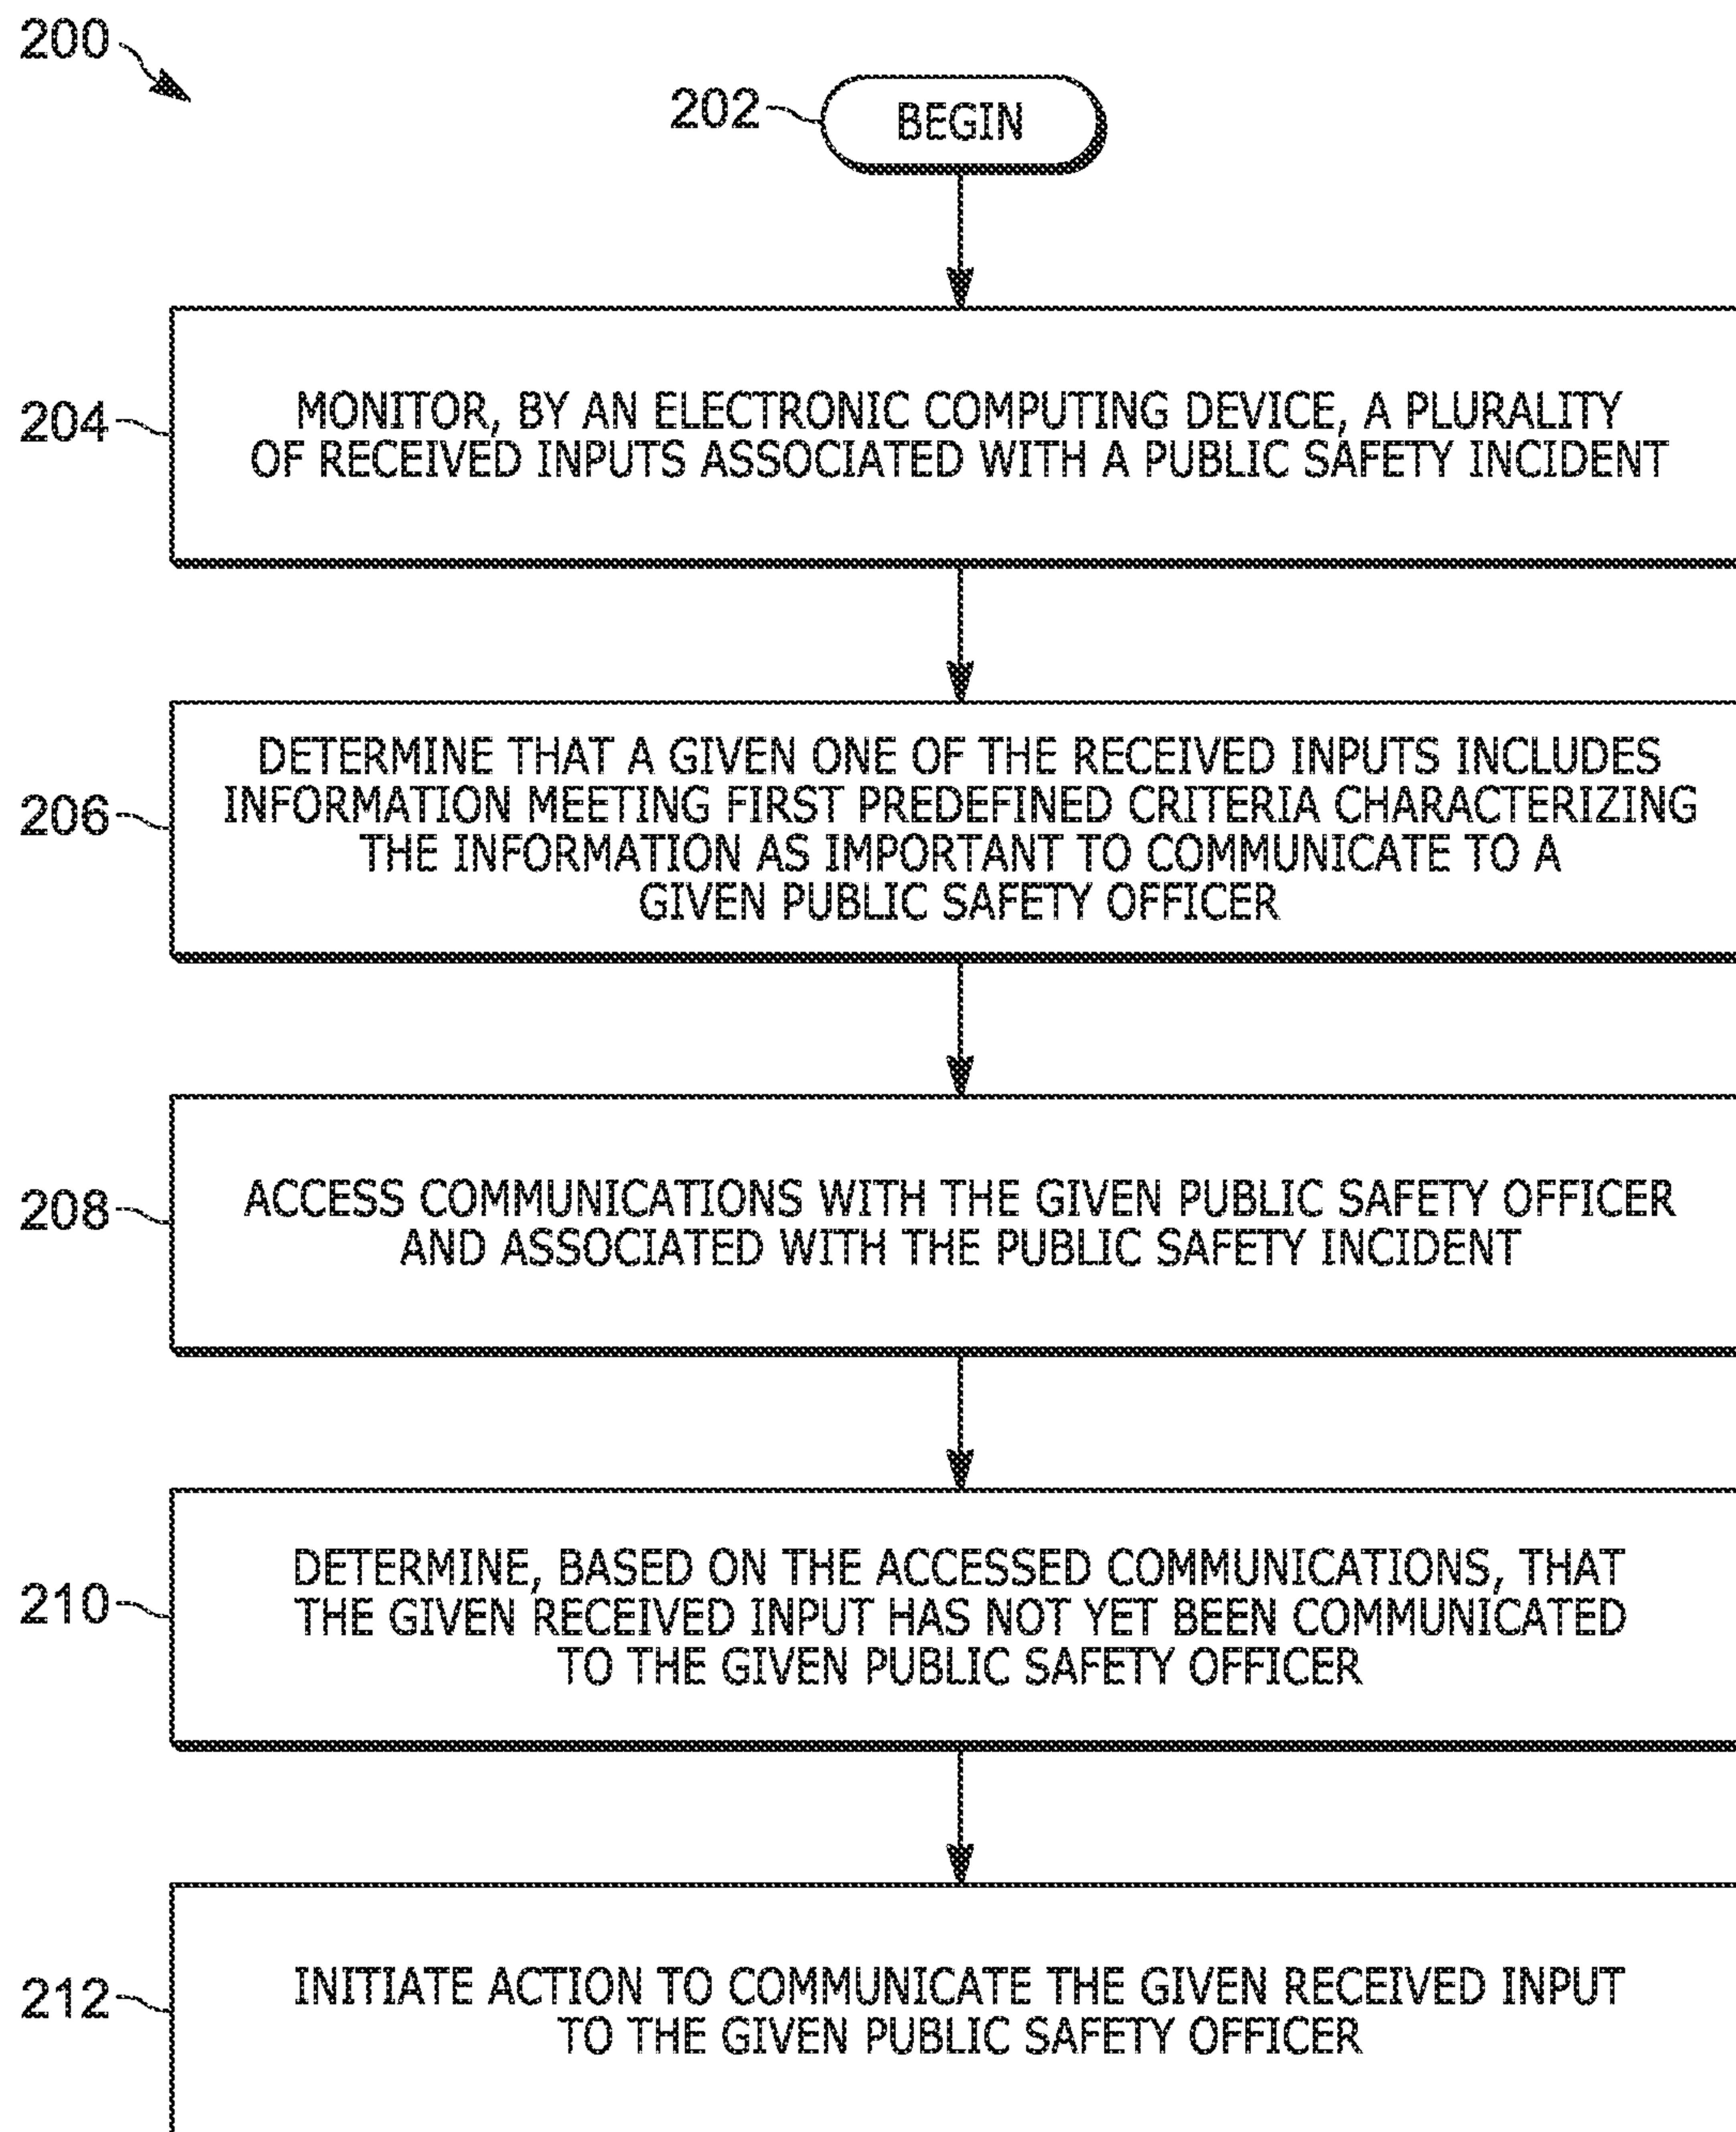 200
202
BEGIN
204
MONITOR, BY AN ELECTRONIC COMPUTING DEVICE, A PLURALITY
OF RECEIVED INPUTS ASSOCIATED WITH A PUBLIC SAFETY INCIDENT
206
DETERMINE THAT A GIVEN ONE OF THE RECEIVED INPUTS INCLUDES
INFORMATION MEETING FIRST PREDEFINED CRITERIA CHARACTERIZING
THE INFORMATION AS IMPORTANT TO COMMUNICATE TO A
GIVEN PUBLIC SAFETY OFFICER
208
ACCESS COMMUNICATIONS WITH THE GIVEN PUBLIC SAFETY OFFICER
AND ASSOCIATED WITH THE PUBLIC SAFETY INCIDENT
210
DETERMINE, BASED ON THE ACCESSED COMMUNICATIONS, THAT
THE GIVEN RECEIVED INPUT HAS NOT YET BEEN COMMUNICATED
TO THE GIVEN PUBLIC SAFETY OFFICER
212
INITIATE ACTION TO COMMUNICATE THE GIVEN RECEIVED INPUT
TO THE GIVEN PUBLIC SAFETY OFFICER